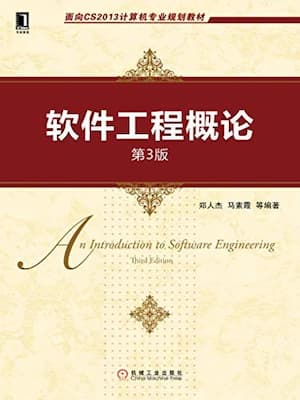 面向CS2013计算机专业规划教材
软件工程概论
第3版
郑人杰 马素霞 等编著
An Introduction to Software Engineering
Third Edition
机械工业出版社
China Machine Press